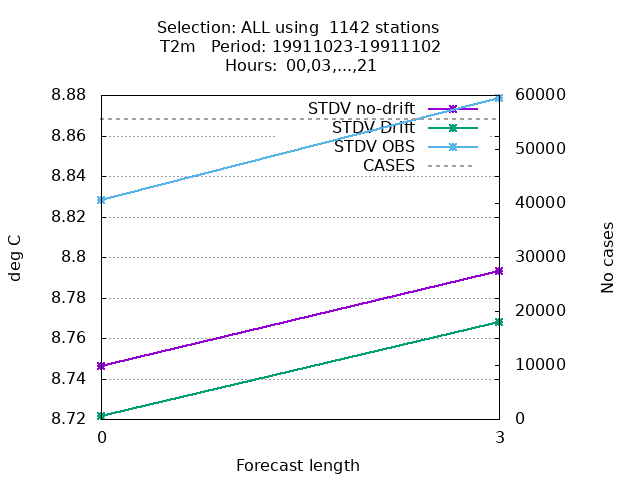 Selection: ALL using  1142 stations
T2m   Period: 19911023-19911102
Hours: 00,03,...,21
8.88
8.86
8.84
8.82
8.8
8.78
8.76
8.74
8.72
deg C
STDV no-drift
STDV Drift
STDV OBS
CASES
60000
50000
40000
30000
20000
10000
0
No cases
0
3
Forecast length